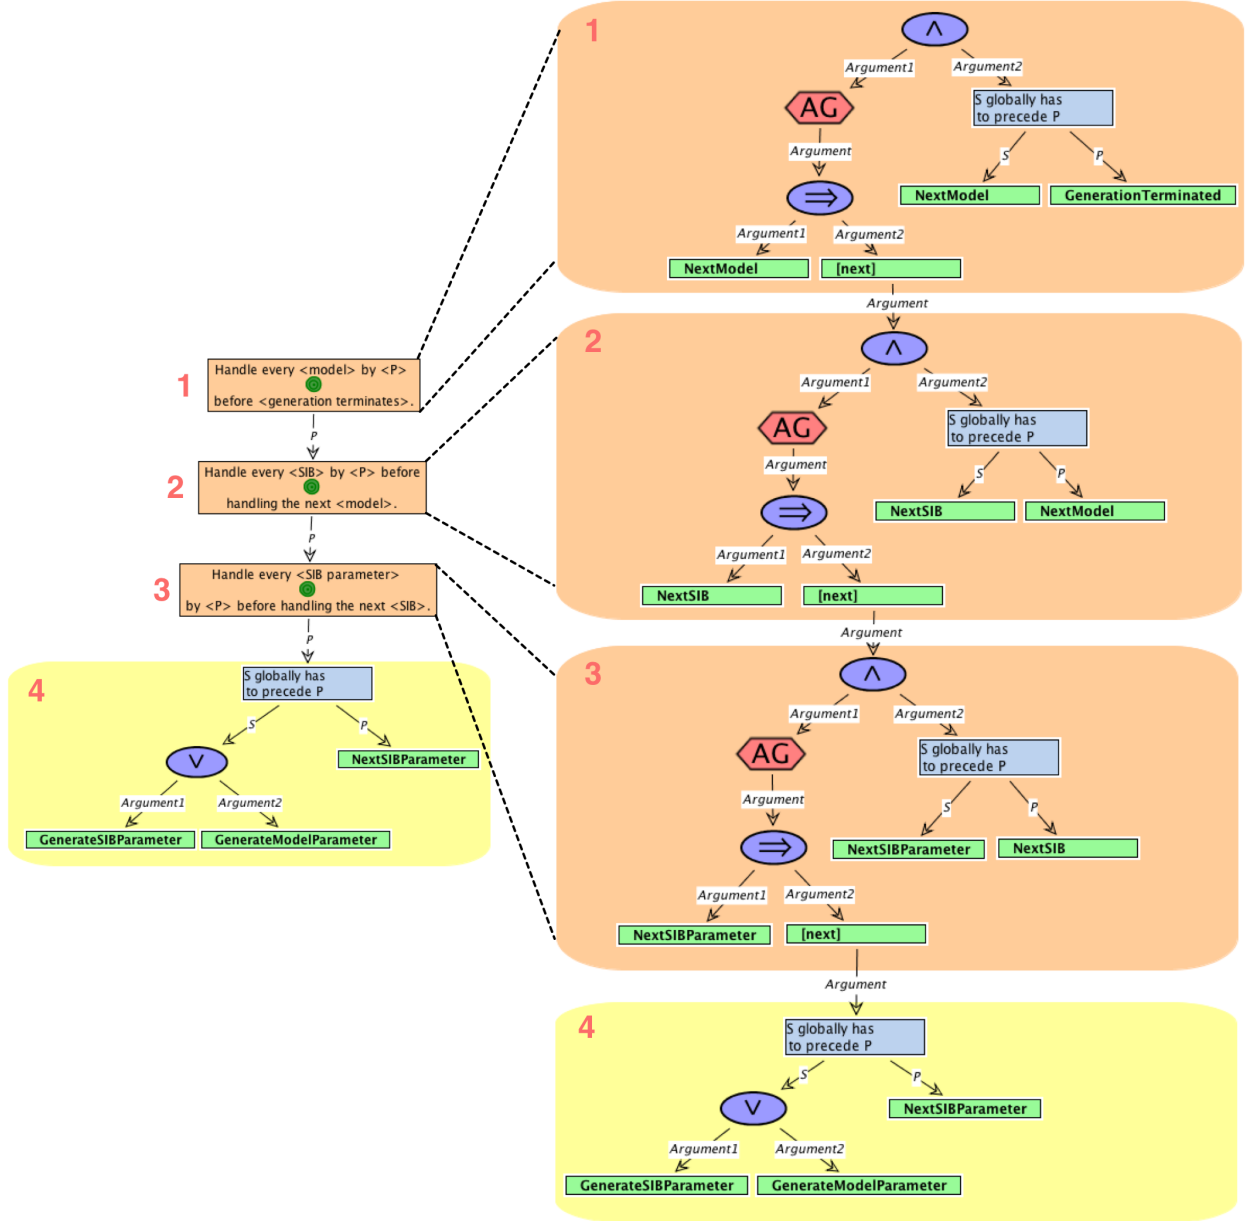 1
Handle every <model> by <P>
before <generation terminates>.
P
2
Handle every <SIB> by <P> before
handling the next <model>.
P
3
Handle every <SIB parameter>
by <P> before handling the next <SIB>.
P
4
S globally has
to precede P
S
P
∨
NextSIBParameter
Argument1
Argument2
GenerateSIBParameter
GenerateModelParameter
1
∧
Argument1
Argument2
AG
S globally has
to precede P
Argument
S
P
⇒
NextModel
GenerationTerminated
Argument1
Argument2
NextModel
[next]
Argument
2
∧
Argument1
Argument2
AG
S globally has
to precede P
Argument
S
P
⇒
NextSIB
NextModel
Argument1
Argument2
NextSIB
[next]
Argument
3
∧
Argument1
Argument2
AG
S globally has
to precede P
Argument
S
P
⇒
NextSIBParameter
NextSIB
Argument1
Argument2
NextSIBParameter
[next]
Argument
4
S globally has
to precede P
S
P
∨
NextSIBParameter
Argument1
Argument2
GenerateSIBParameter
GenerateModelParameter